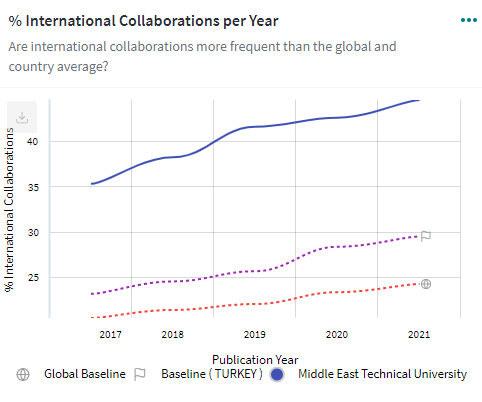 % International Collaborations per Year
Are international collaborations more frequent than the global and
country average?
% International Collaborations
40
35
30
25
2017 2018 2019 2020 2021
Publication Year
Global Baseline Baseline ( TURKEY ) Middle East Technical University